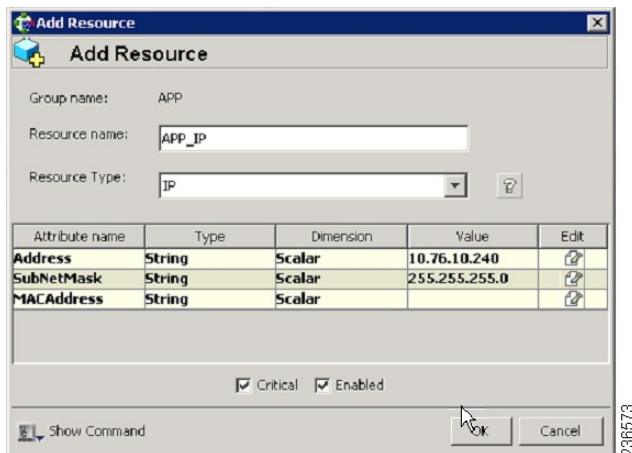 Add Resource
Add Resource
Group name: APP
Resource name: APP_IP
Resource Type: IP
Attribute name Type Dimension Value Edit
Address String Scalar 10.76.10.240
SubNetMask String Scalar 255.255.255.0
MACAddress String Scalar
Critical Enabled
Show Command OK Cancel
236573